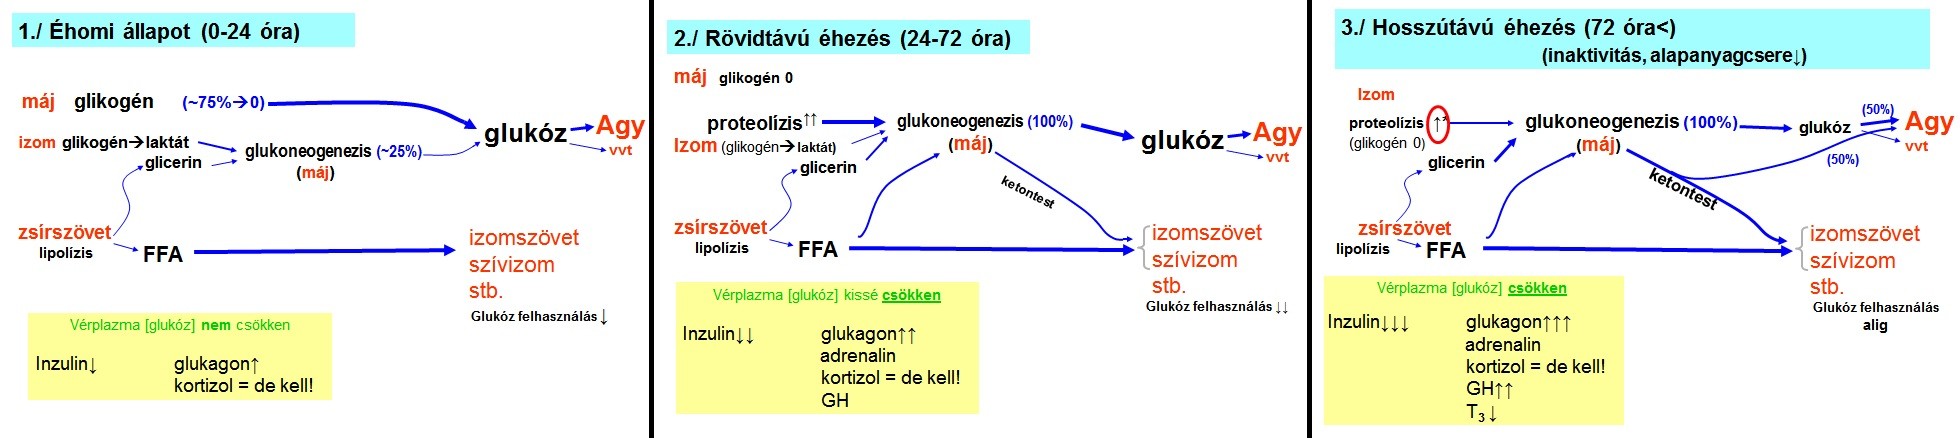 1./ Éhomi állapot (0-24 óra)
máj glikogén (~75%→0)
izom glikogén→laktát
glicerin
glukoneogenezis (~25%)
(máj)
glukóz
Agy
vvt
zsírszövet
lipolízis
FFA
izomszövet
szívizom
stb.
Glukóz felhasználás ↓
Vérplazma [glukóz] nem csökken
Inzulin↓ glukagon↑
kortizol = de kell!
2./ Rövidtávú éhezés (24-72 óra)
máj glikogén 0
proteolízis↑↑
Izom (glikogén→laktát)
glicerin
glukoneogenezis (100%)
(máj)
glukóz
Agy
vvt
ketontest
zsírszövet
lipolízis
FFA
izomszövet
szívizom
stb.
Glukóz felhasználás ↓↓
Vérplazma [glukóz] kissé csökken
Inzulin↓↓ glukagon↑↑
adrenalin
kortizol = de kell!
GH
3./ Hosszútávú éhezés (72 óra<)
(inaktivitás, alapanyagcsere↓)
Izom
proteolízis ↑*
(glikogén 0)
glicerin
glukoneogenezis (100%)
(máj)
glukóz
(50%)
Agy
vvt
(50%)
ketontest
zsírszövet
lipolízis
FFA
izomszövet
szívizom
stb.
Glukóz felhasználás
alig
Vérplazma [glukóz] csökken
Inzulin↓↓↓ glukagon↑↑↑
adrenalin
kortizol = de kell!
GH↑↑
T₃↓